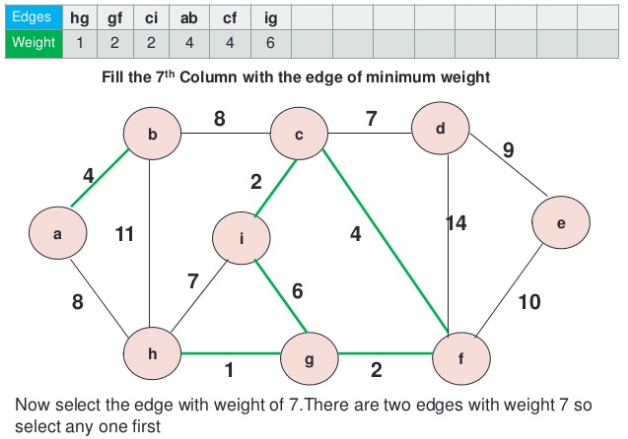 Edges hg gf ci ab cf ig
Weight 1 2 2 4 4 6
Fill the 7th Column with the edge of minimum weight
8
7
b
c
d
9
4
2
a
11
i
4
14
e
7
6
8
10
h
g
f
1
2
Now select the edge with weight of 7.There are two edges with weight 7 so
select any one first